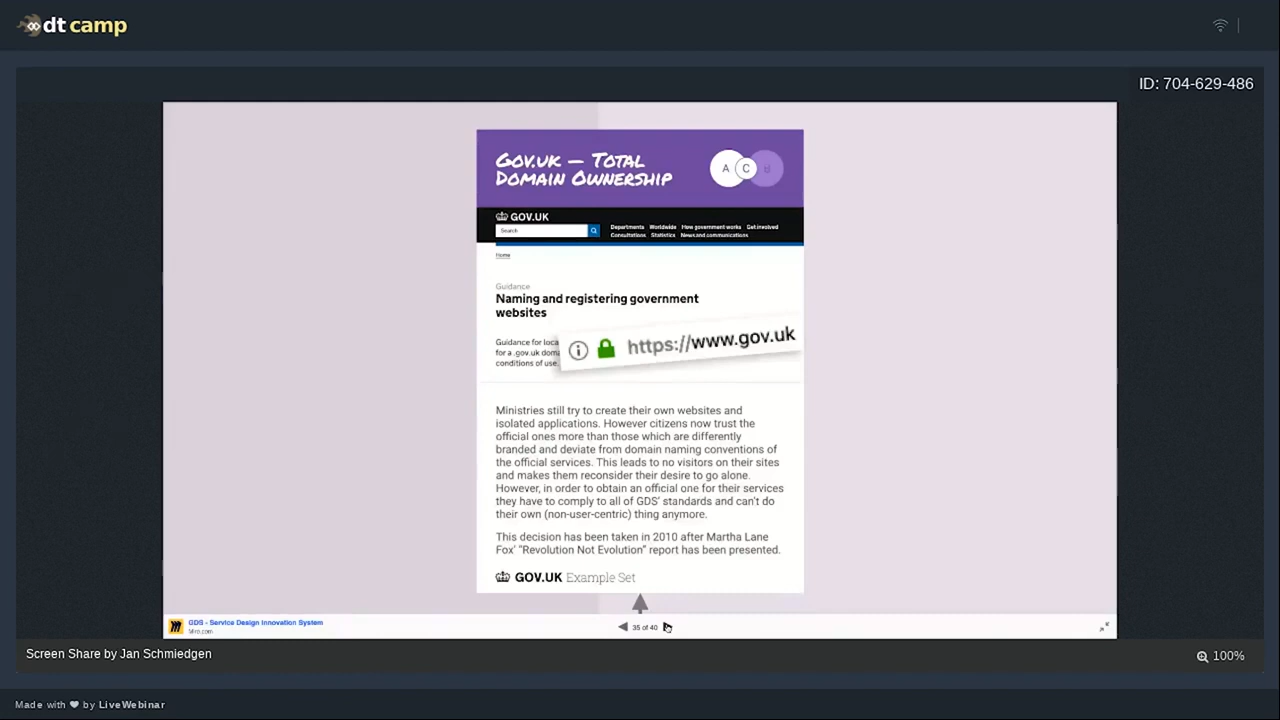 dt camp
ID: 704-629-486
GOV.UK — TOTAL
DOMAIN OWNERSHIP
A C
GOV.UK
Search
Departments Worldwide How government works Get involved
Consultations Statistics News and communications
Home
Guidance
Naming and registering government
websites
Guidance for loca
for a .gov.uk doma
conditions of use.
https://www.gov.uk
Ministries still try to create their own websites and
isolated applications. However citizens now trust the
official ones more than those which are differently
branded and deviate from domain naming conventions of
the official services. This leads to no visitors on their sites
and makes them reconsider their desire to go alone.
However, in order to obtain an official one for their services
they have to comply to all of GDS' standards and can't do
their own (non-user-centric) thing anymore.
This decision has been taken in 2010 after Martha Lane
Fox' "Revolution Not Evolution" report has been presented.
GOV.UK Example Set
GDS - Service Design Innovation System
Miro.com
35 of 40
Screen Share by Jan Schmiedgen
100%
Made with ❤ by LiveWebinar